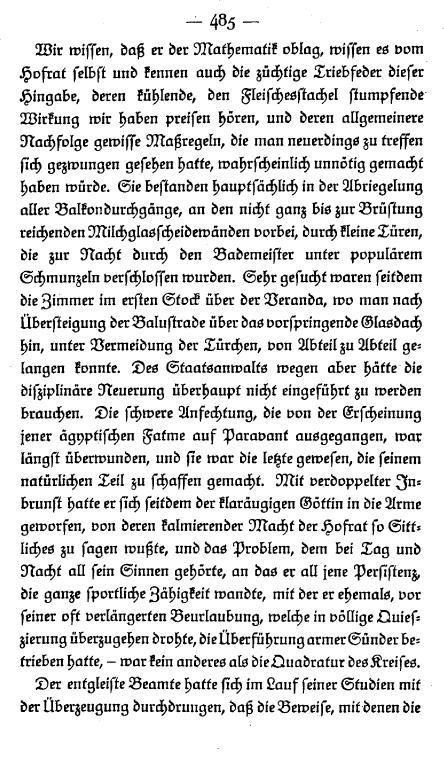 — 485 —
Wir wissen, daß er der Mathematik oblag, wissen es vom
Hofrat selbst und kennen auch die züchtige Triebfeder dieser
Hingabe, deren kühlende, den Fleischesstachel stumpfende
Wirkung wir haben preisen hören, und deren allgemeinere
Nachfolge gewisse Maßregeln, die man neuerdings zu treffen
sich gezwungen gesehen hatte, wahrscheinlich unnötig gemacht
haben würde. Sie bestanden hauptsächlich in der Abriegelung
aller Balkondurchgänge, an den nicht ganz bis zur Brüstung
reichenden Milchglasscheidewänden vorbei, durch kleine Türen,
die zur Nacht durch den Bademeister unter populärem
Schmunzeln verschlossen wurden. Sehr gesucht waren seitdem
die Zimmer im ersten Stock über der Veranda, wo man nach
Übersteigung der Balustrade über das vorspringende Glasdach
hin, unter Vermeidung der Türchen, von Abteil zu Abteil ge-
langen konnte. Des Staatsanwalts wegen aber hätte die
disziplinäre Neuerung überhaupt nicht eingeführt zu werden
brauchen. Die schwere Anfechtung, die von der Erscheinung
jener ägyptischen Fatme auf Paravant ausgegangen, war
längst überwunden, und sie war die letzte gewesen, die seinem
natürlichen Teil zu schaffen gemacht. Mit verdoppelter In-
brunst hatte er sich seitdem der klaräugigen Göttin in die Arme
geworfen, von deren kalmierender Macht der Hofrat so Sitt-
liches zu sagen wußte, und das Problem, dem bei Tag und
Nacht all sein Sinnen gehörte, an das er all jene Persistenz,
die ganze sportliche Zähigkeit wandte, mit der er ehemals, vor
seiner oft verlängerten Beurlaubung, welche in völlige Quies-
zierung überzugehen drohte, die Überführung armer Sünder be-
trieben hatte, – war kein anderes als die Quadratur des Kreises.
Der entgleiste Beamte hatte sich im Lauf seiner Studien mit
der Überzeugung durchdrungen, daß die Beweise, mit denen die